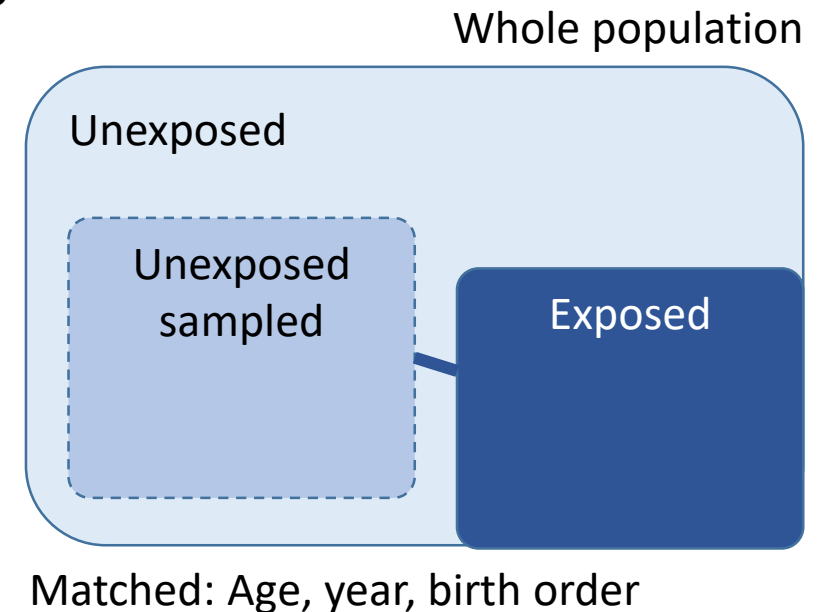 Whole population
Unexposed
Unexposed
sampled
Exposed
Matched: Age, year, birth order